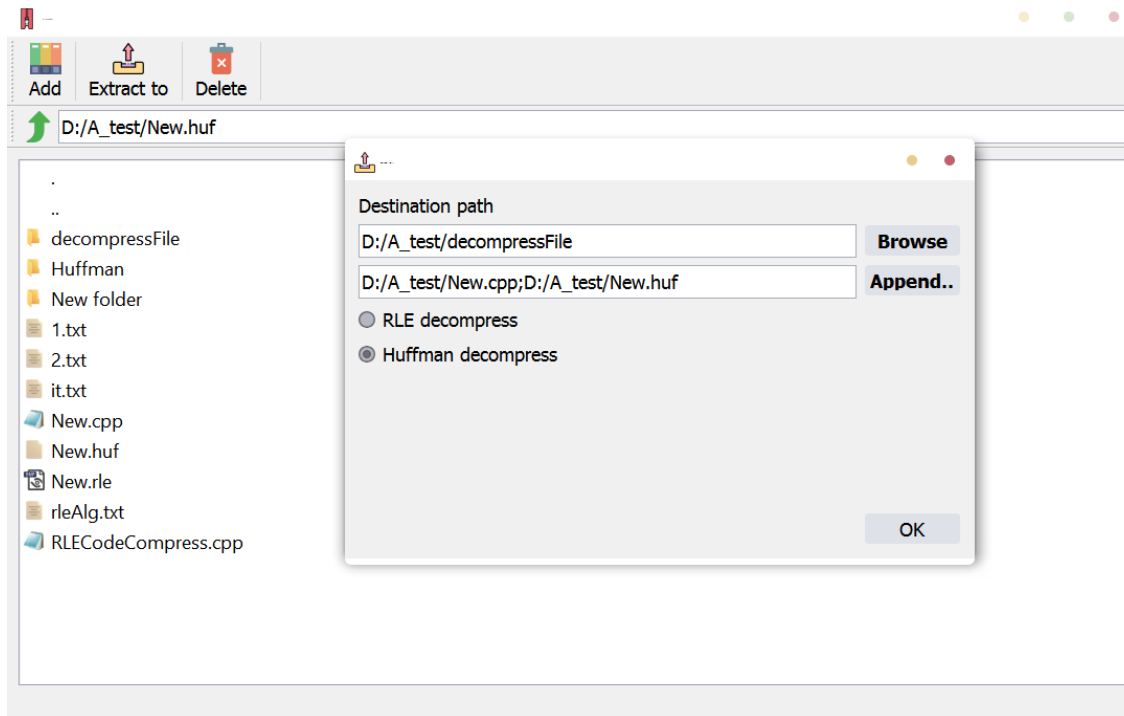 Add Extract to Delete
D:/A_test/New.huf
.
..
decompressFile
Huffman
New folder
1.txt
2.txt
it.txt
New.cpp
New.huf
New.rle
rleAlg.txt
RLECodeCompress.cpp
Destination path
D:/A_test/decompressFile Browse
D:/A_test/New.cpp;D:/A_test/New.huf Append..
RLE decompress
Huffman decompress
OK